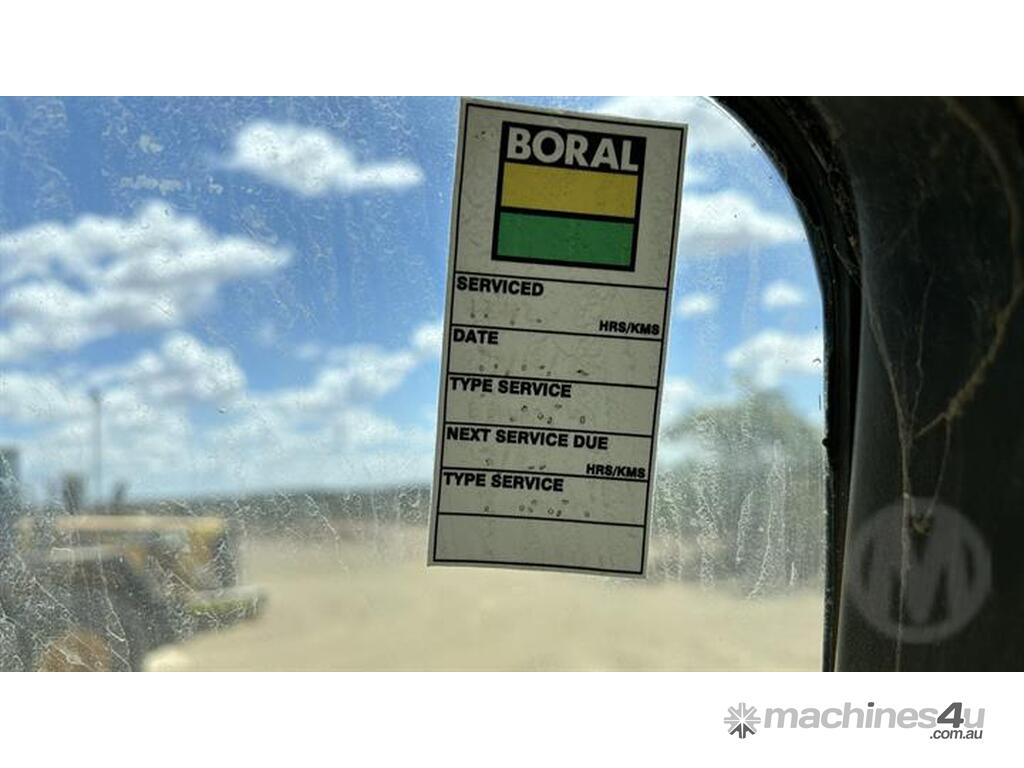 BORAL
SERVICED
HRS/KMS
DATE
TYPE SERVICE
NEXT SERVICE DUE
HRS/KMS
TYPE SERVICE
M
machines4u
.com.au